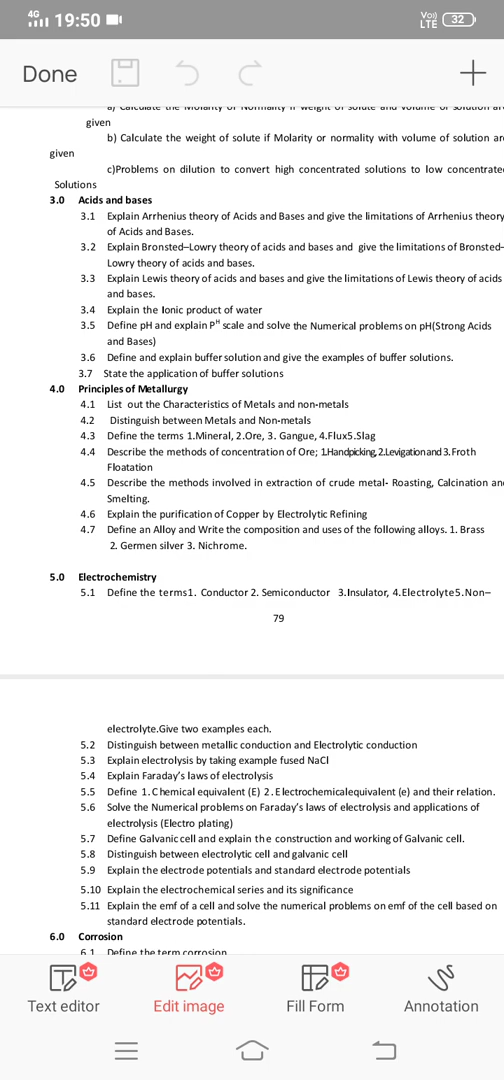 4G 19:50 Vo)) LTE 32
Done
a) Calculate the Molarity or Normality if weight of solute and volume of solution ar
given
b) Calculate the weight of solute if Molarity or normality with volume of solution ar
given
c)Problems on dilution to convert high concentrated solutions to low concentrate
Solutions
3.0 Acids and bases
3.1 Explain Arrhenius theory of Acids and Bases and give the limitations of Arrhenius theory
of Acids and Bases.
3.2 Explain Bronsted–Lowry theory of acids and bases and give the limitations of Bronsted–
Lowry theory of acids and bases.
3.3 Explain Lewis theory of acids and bases and give the limitations of Lewis theory of acids
and bases.
3.4 Explain the Ionic product of water
3.5 Define pH and explain P^H scale and solve the Numerical problems on pH(Strong Acids
and Bases)
3.6 Define and explain buffer solution and give the examples of buffer solutions.
3.7 State the application of buffer solutions
4.0 Principles of Metallurgy
4.1 List out the Characteristics of Metals and non-metals
4.2 Distinguish between Metals and Non-metals
4.3 Define the terms 1.Mineral, 2.Ore, 3. Gangue, 4.Flux5.Slag
4.4 Describe the methods of concentration of Ore; 1.Handpicking, 2.Levigation and 3. Froth
Floatation
4.5 Describe the methods involved in extraction of crude metal- Roasting, Calcination an
Smelting.
4.6 Explain the purification of Copper by Electrolytic Refining
4.7 Define an Alloy and Write the composition and uses of the following alloys. 1. Brass
2. Germen silver 3. Nichrome.
5.0 Electrochemistry
5.1 Define the terms1. Conductor 2. Semiconductor 3.Insulator, 4.Electrolyte5.Non–
79
electrolyte.Give two examples each.
5.2 Distinguish between metallic conduction and Electrolytic conduction
5.3 Explain electrolysis by taking example fused NaCl
5.4 Explain Faraday's laws of electrolysis
5.5 Define 1.Chemical equivalent (E) 2.Electrochemicalequivalent (e) and their relation.
5.6 Solve the Numerical problems on Faraday's laws of electrolysis and applications of
electrolysis (Electro plating)
5.7 Define Galvanic cell and explain the construction and working of Galvanic cell.
5.8 Distinguish between electrolytic cell and galvanic cell
5.9 Explain the electrode potentials and standard electrode potentials
5.10 Explain the electrochemical series and its significance
5.11 Explain the emf of a cell and solve the numerical problems on emf of the cell based on
standard electrode potentials.
6.0 Corrosion
6.1 Define the term corrosion
Text editor Edit image Fill Form Annotation